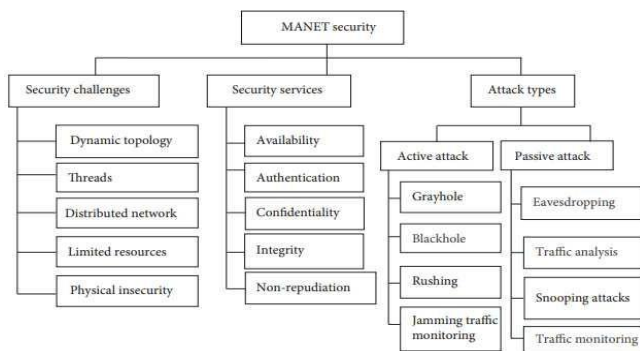 MANET security
Security challenges
Dynamic topology
Threads
Distributed network
Limited resources
Physical insecurity
Security services
Availability
Authentication
Confidentiality
Integrity
Non-repudiation
Attack types
Active attack
Grayhole
Blackhole
Rushing
Jamming traffic
monitoring
Passive attack
Eavesdropping
Traffic analysis
Snooping attacks
Traffic monitoring